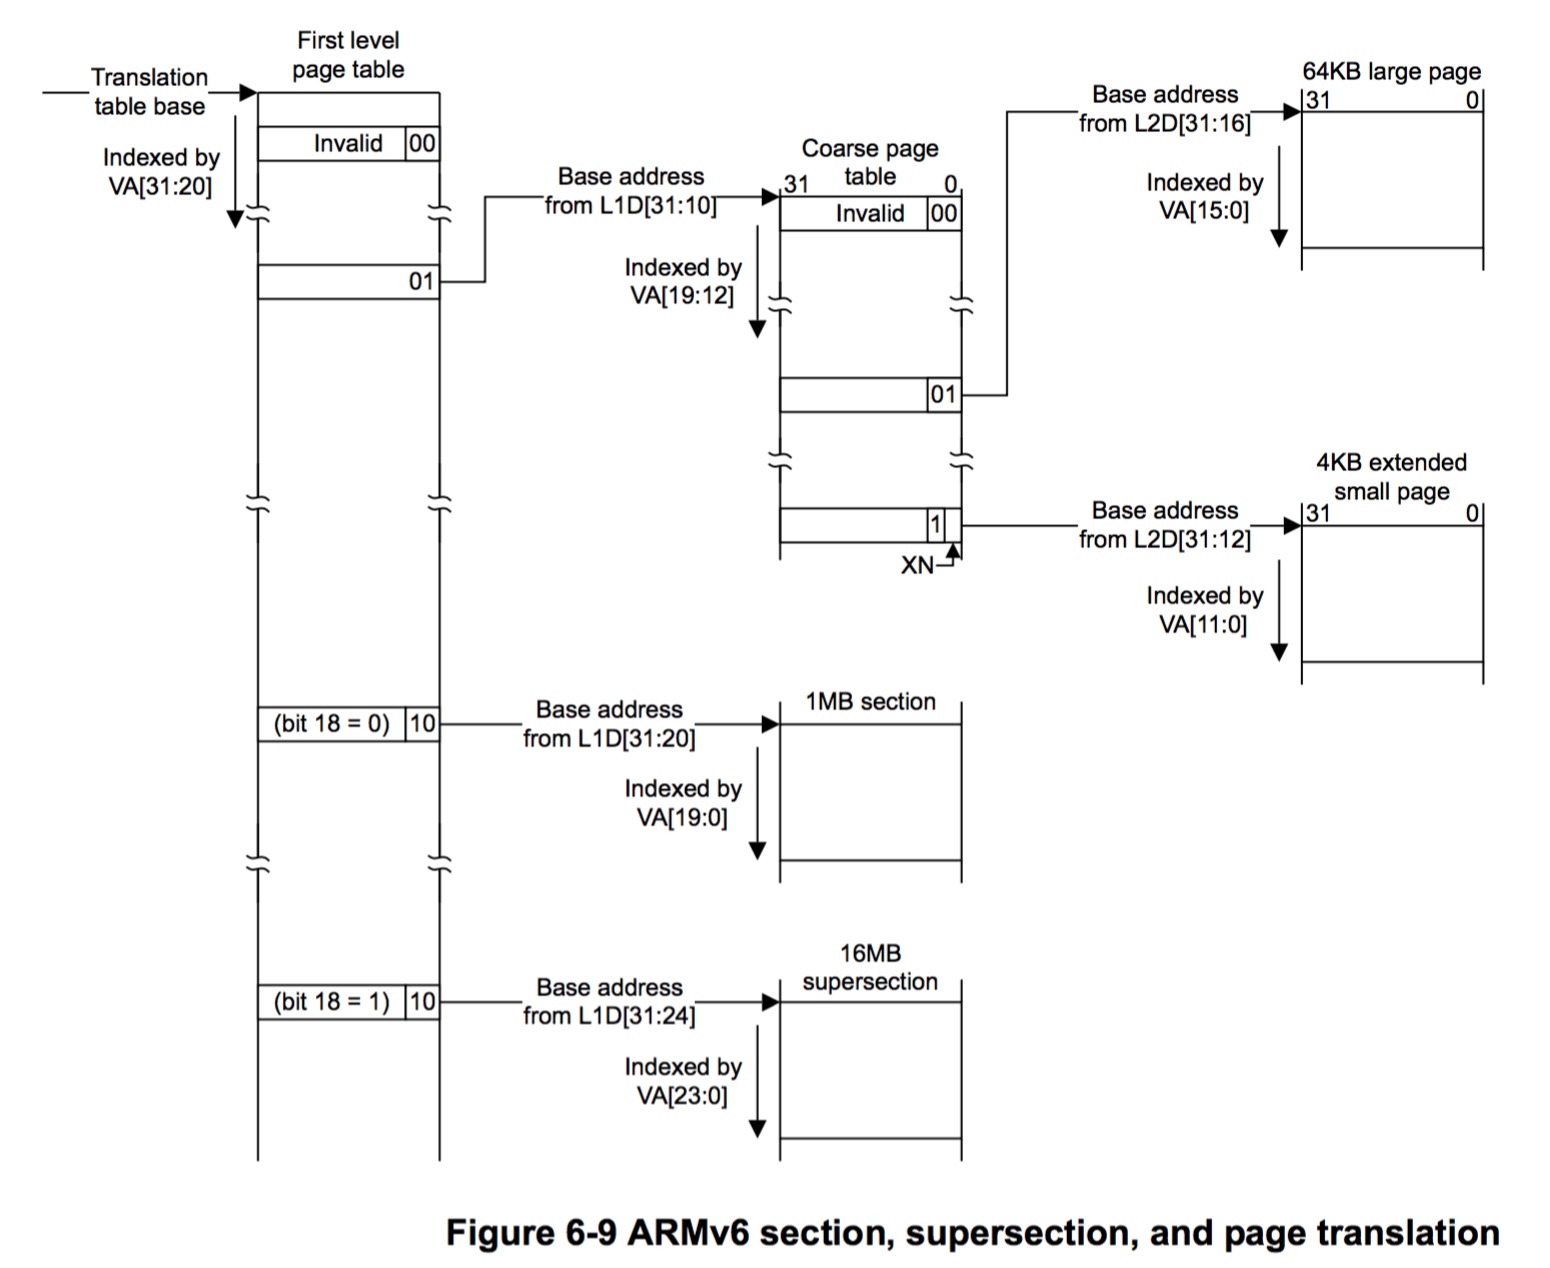 First level
page table
Translation
table base
Indexed by
VA[31:20]
Invalid 00
01
Base address
from L1D[31:10]
Coarse page
table
31 0
Invalid 00
Indexed by
VA[19:12]
01
1
XN
Base address
from L2D[31:16]
64KB large page
31 0
Indexed by
VA[15:0]
Base address
from L2D[31:12]
4KB extended
small page
31 0
Indexed by
VA[11:0]
(bit 18 = 0) 10
Base address
from L1D[31:20]
1MB section
Indexed by
VA[19:0]
(bit 18 = 1) 10
Base address
from L1D[31:24]
16MB
supersection
Indexed by
VA[23:0]
Figure 6-9 ARMv6 section, supersection, and page translation